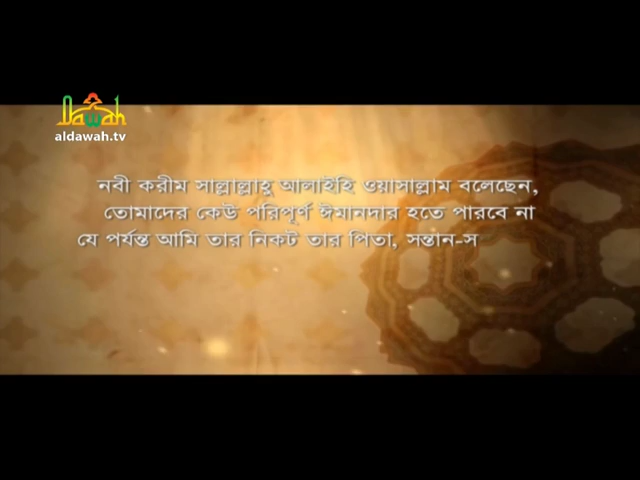 Dawah
aldawah.tv
নবী করীম সাল্লাল্লাহু আলাইহি ওয়াসাল্লাম বলেছেন,
তোমাদের কেউ পরিপূর্ণ ঈমানদার হতে পারবে না
যে পর্যন্ত আমি তার নিকট তার পিতা, সন্তান-স